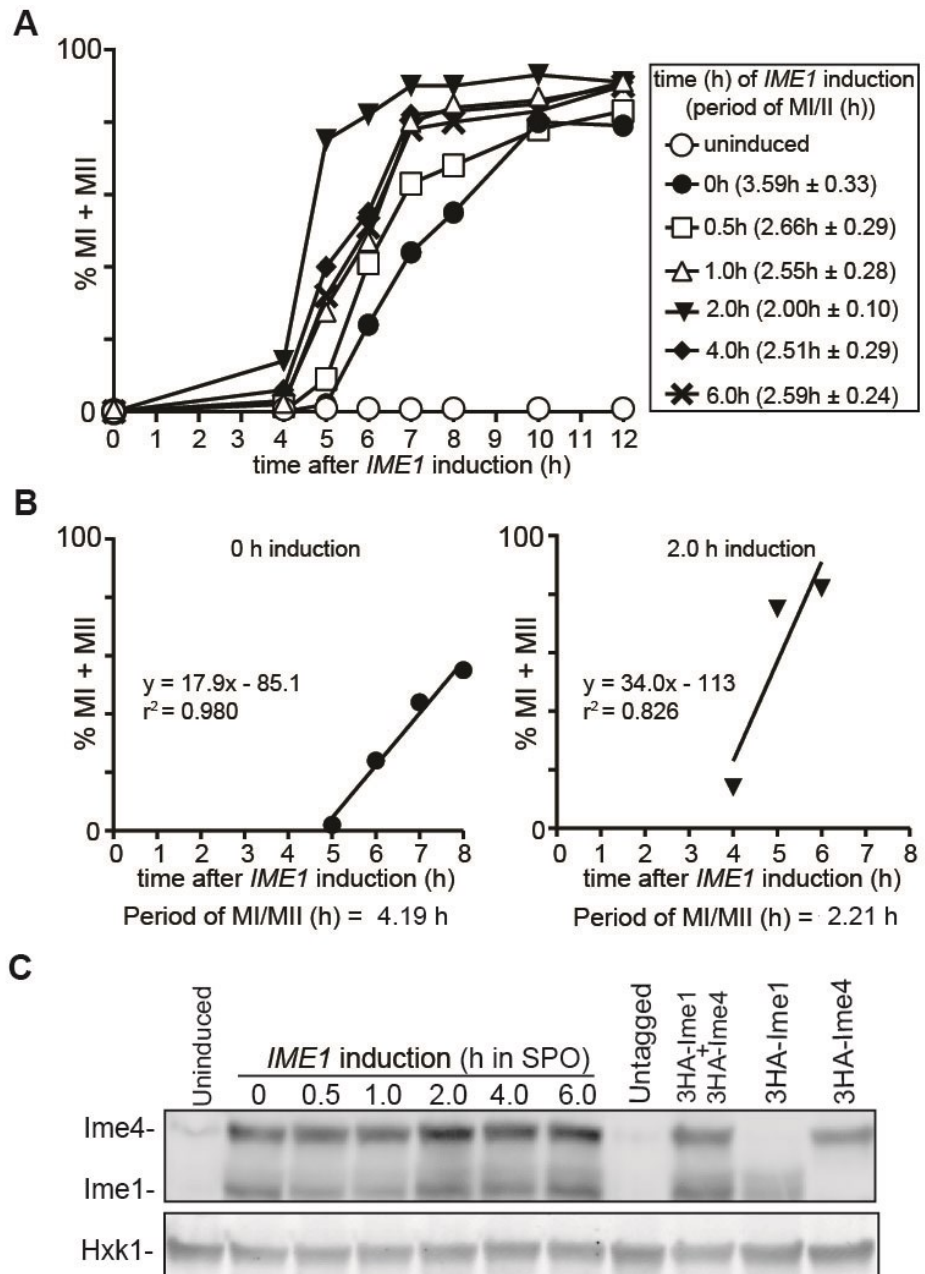 A
100
0
% MI + MII
0 1 2 3 4 5 6 7 8 9 10 11 12
time after IME1 induction (h)
time (h) of IME1 induction
(period of MI/II (h))
uninduced
0h (3.59h ± 0.33)
0.5h (2.66h ± 0.29)
1.0h (2.55h ± 0.28)
2.0h (2.00h ± 0.10)
4.0h (2.51h ± 0.29)
6.0h (2.59h ± 0.24)
B
100
0
% MI + MII
0 h induction
y = 17.9x - 85.1
r2 = 0.980
0 1 2 3 4 5 6 7 8
time after IME1 induction (h)
Period of MI/MII (h) = 4.19 h
100
0
% MI + MII
2.0 h induction
y = 34.0x - 113
r2 = 0.826
0 1 2 3 4 5 6 7 8
time after IME1 induction (h)
Period of MI/MII (h) = 2.21 h
C
Uninduced
IME1 induction (h in SPO)
0 0.5 1.0 2.0 4.0 6.0
Untagged
3HA-Ime1
+
3HA-Ime4
3HA-Ime1
3HA-Ime4
Ime4-
Ime1-
Hxk1-